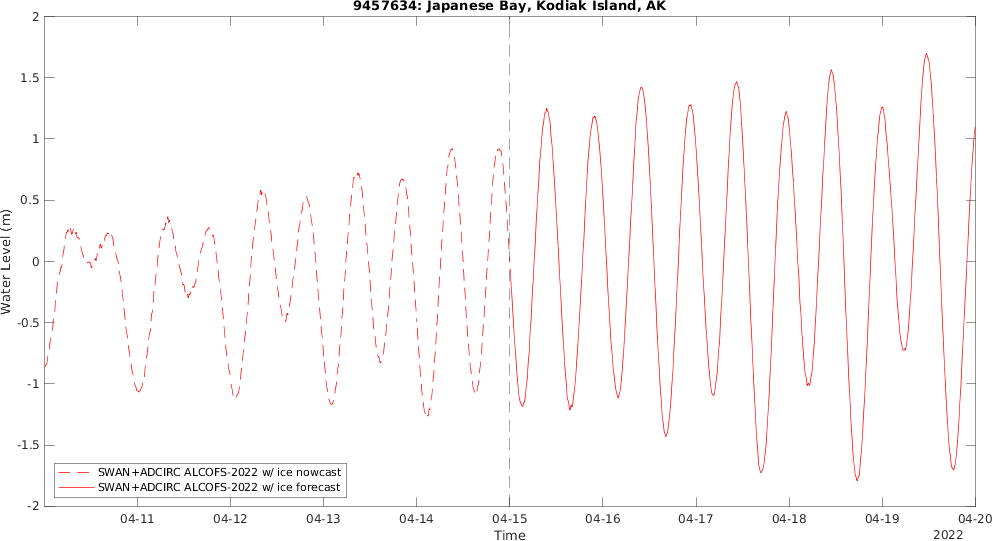 9457634: Japanese Bay, Kodiak Island, AK
2
1.5
1
0.5
0
-0.5
-1
-1.5
-2
Water Level (m)
SWAN+ADCIRC ALCOFS-2022 w/ ice nowcast
SWAN+ADCIRC ALCOFS-2022 w/ ice forecast
04-11 04-12 04-13 04-14 04-15 04-16 04-17 04-18 04-19 04-20
Time
2022